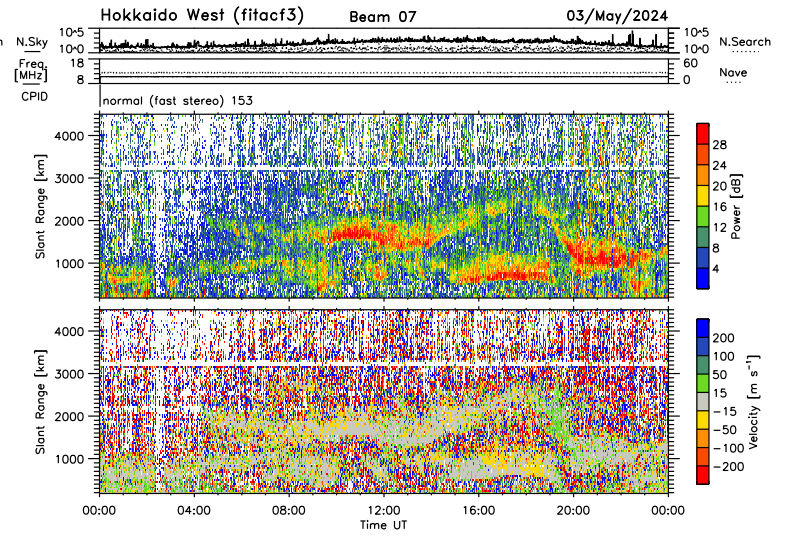 Hokkaido West (fitacf3) Beam 07 03/May/2024
N.Sky 10^5 10^0 10^5 10^0 N.Search
Freq. [MHz] 18 8 60 0 Nave
CPID normal (fast stereo) 153
Slant Range [km] 4000 3000 2000 1000
Power [dB] 28 24 20 16 12 8 4
Slant Range [km] 4000 3000 2000 1000
Velocity [m s⁻¹] 200 100 50 15 -15 -50 -100 -200
00:00 04:00 08:00 12:00 16:00 20:00 00:00
Time UT